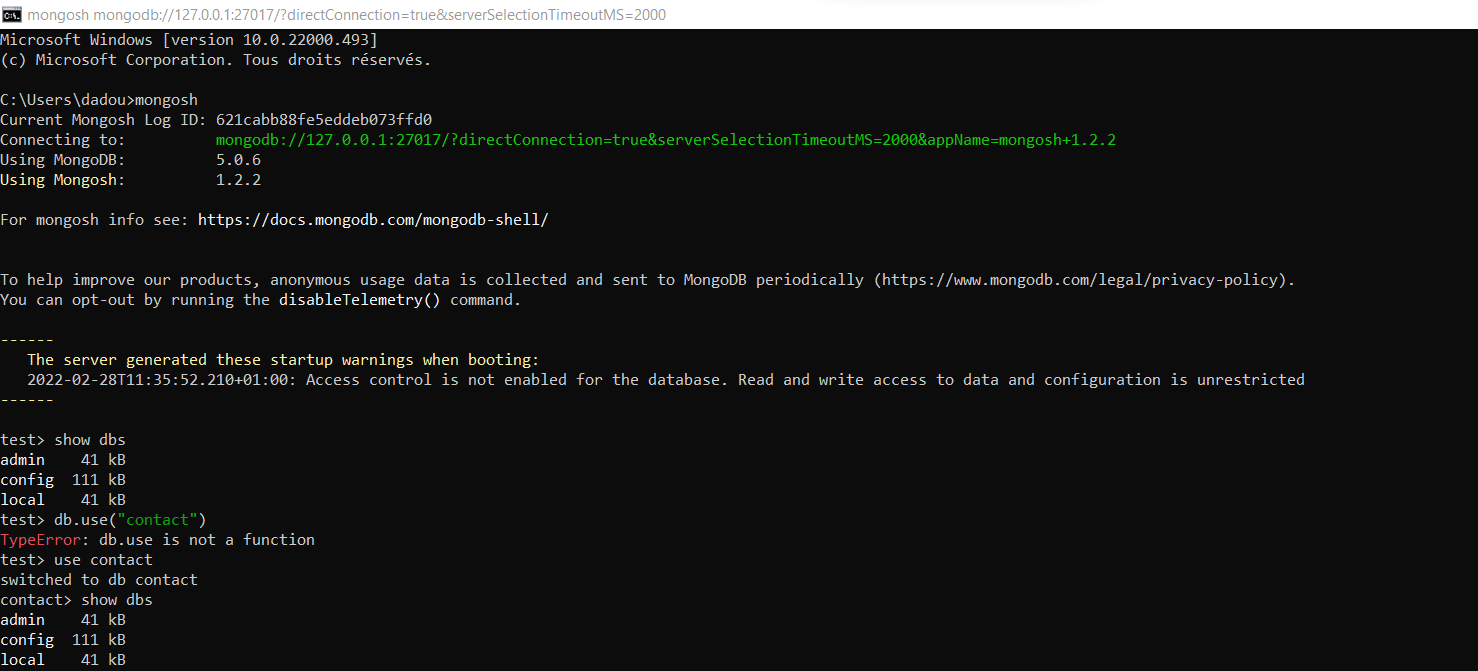 mongosh mongodb://127.0.0.1:27017/?directConnection=true&serverSelectionTimeoutMS=2000
Microsoft Windows [version 10.0.22000.493]
(c) Microsoft Corporation. Tous droits réservés.
C:\Users\dadou>mongosh
Current Mongosh Log ID: 621cabb88fe5eddeb073ffd0
Connecting to:          mongodb://127.0.0.1:27017/?directConnection=true&serverSelectionTimeoutMS=2000&appName=mongosh+1.2.2
Using MongoDB:          5.0.6
Using Mongosh:          1.2.2
For mongosh info see: https://docs.mongodb.com/mongodb-shell/
To help improve our products, anonymous usage data is collected and sent to MongoDB periodically (https://www.mongodb.com/legal/privacy-policy).
You can opt-out by running the disableTelemetry() command.
------
   The server generated these startup warnings when booting:
   2022-02-28T11:35:52.210+01:00: Access control is not enabled for the database. Read and write access to data and configuration is unrestricted
------
test> show dbs
admin    41 kB
config  111 kB
local    41 kB
test> db.use("contact")
TypeError: db.use is not a function
test> use contact
switched to db contact
contact> show dbs
admin    41 kB
config  111 kB
local    41 kB